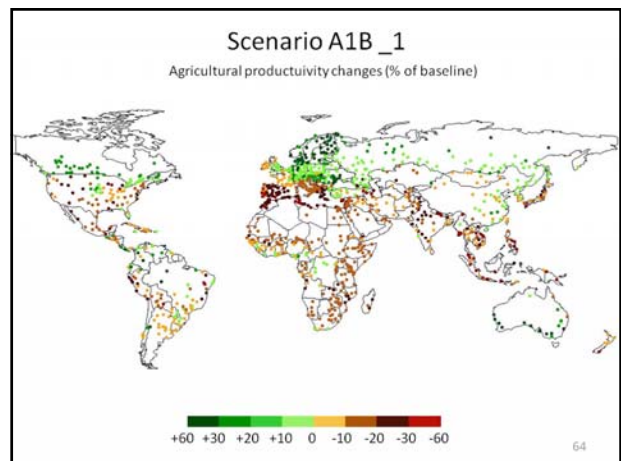 Scenario A1B _1
Agricultural productuivity changes (% of baseline)
+60 +30 +20 +10 0 -10 -20 -30 -60
64